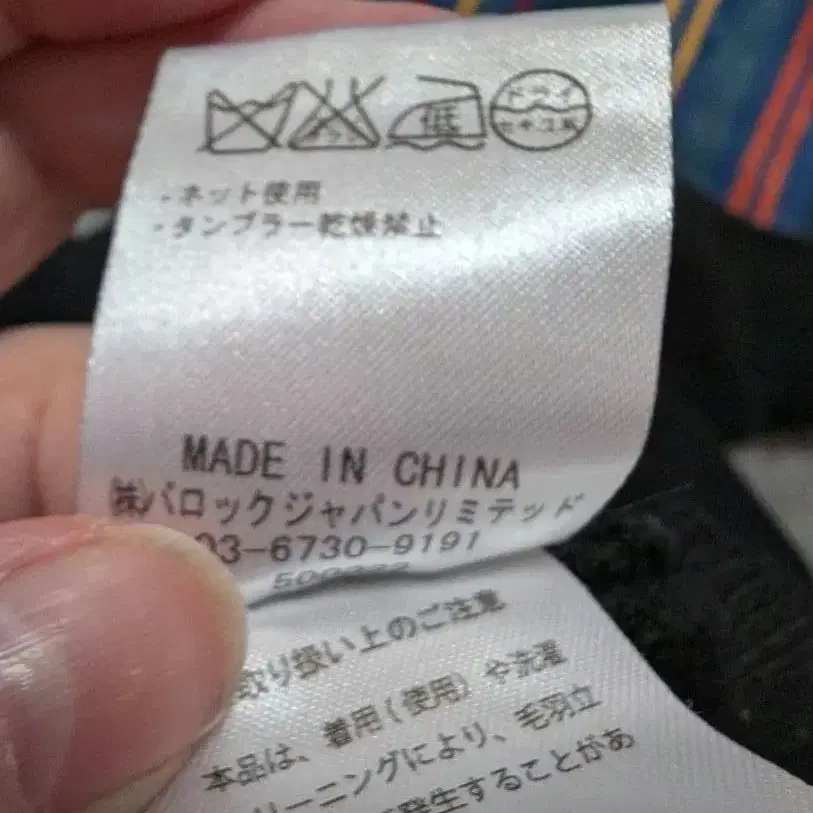 低
ドライ
セキユ系
・ネット使用
・タンブラー乾燥禁止
MADE IN CHINA
㈱バロックジャパンリミテッド
03-6730-9191
取り扱い上のご注意
本品は、着用(使用)や洗濯
リーニングにより、毛羽立
発生することがあ